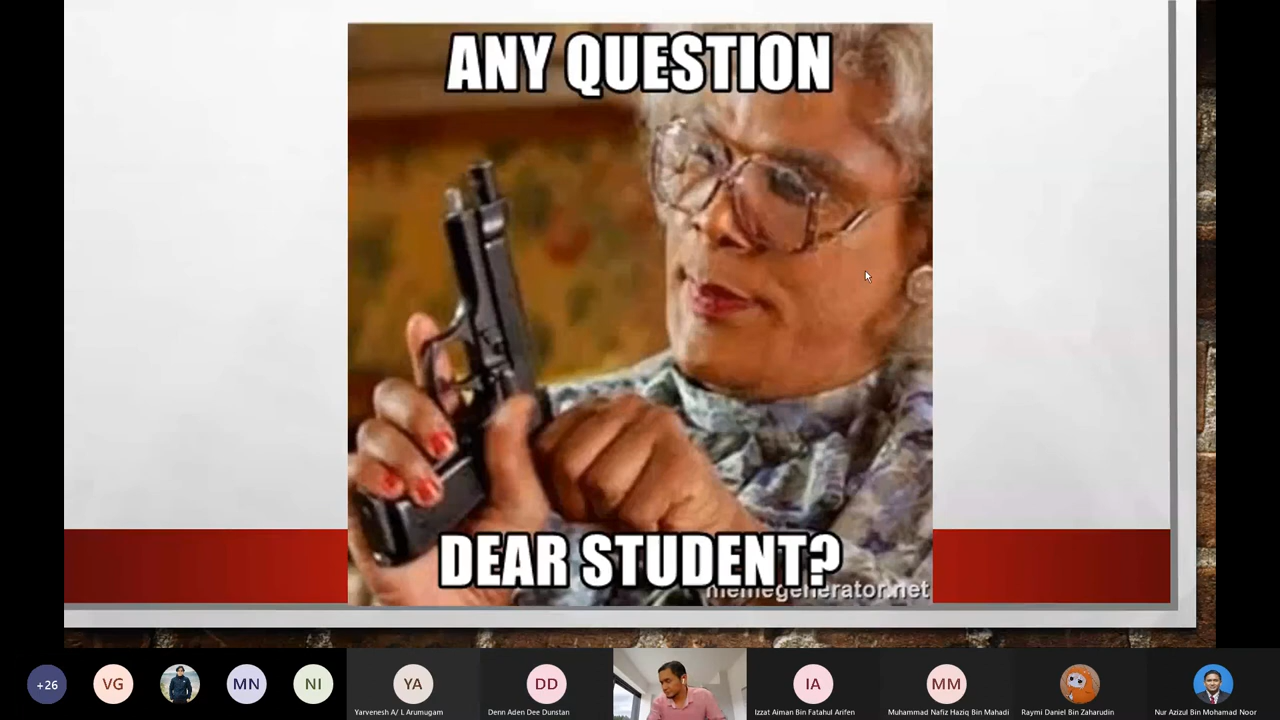 ANY QUESTION
DEAR STUDENT?
memegenerator.net
+26
VG
MN
NI
YA
DD
IA
MM
Yarvenesh A/ L Arumugam
Denn Aden Dee Dunstan
Izzat Aiman Bin Fatahul Arifen
Muhammad Nafiz Haziq Bin Mahadi
Raymi Daniel Bin Zaharudin
Nur Azizul Bin Mohamad Noor